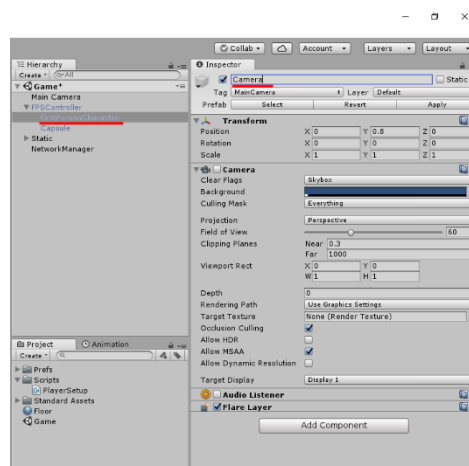 Collab
Account
Layers
Layout
Hierarchy
Inspector
Create
All
Camera
Static
Game*
Tag MainCamera
Layer Default
Main Camera
Prefab Select Revert Apply
FPSController
FirstPersonCharacter
Transform
Capsule
Position X 0 Y 0.8 Z 0
Static
Rotation X 0 Y 0 Z 0
NetworkManager
Scale X 1 Y 1 Z 1
Camera
Clear Flags Skybox
Background
Culling Mask Everything
Projection Perspective
Field of View 60
Clipping Planes Near 0.3
Far 1000
Viewport Rect X 0 Y 0
W 1 H 1
Depth 0
Rendering Path Use Graphics Settings
Target Texture None (Render Texture)
Occlusion Culling
Project
Animation
Allow HDR
Create
Allow MSAA
Prefs
Allow Dynamic Resolution
Scripts
Target Display Display 1
PlayerSetup
Standard Assets
Audio Listener
Floor
Flare Layer
Game
Add Component